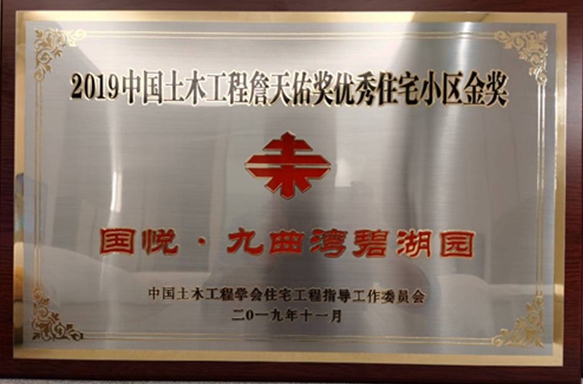 2019中国土木工程詹天佑奖优秀住宅小区金奖
国悦·九曲湾碧湖园
中国土木工程学会住宅工程指导工作委员会
二〇一九年十一月